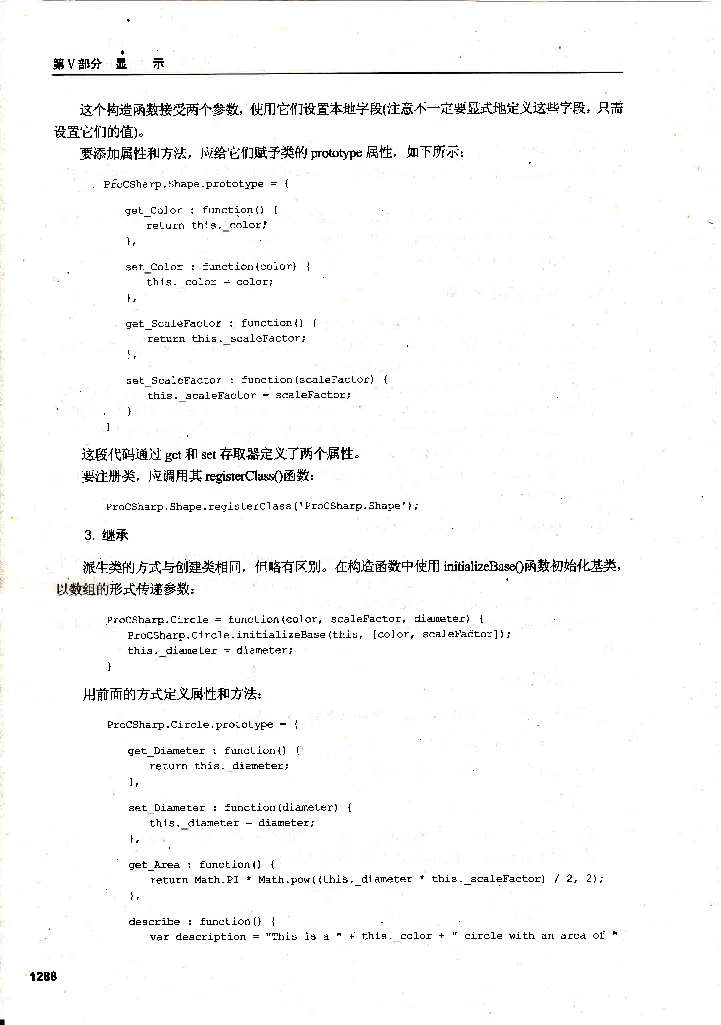 第V部分 显 示
这个构造函数接受两个参数，使用它们设置本地字段(注意不一定要显式地定义这些字段，只需
设置它们的值)。
要添加属性和方法，应给它们赋予类的 prototype 属性，如下所示：
ProCSharp.Shape.prototype = {
get_Color : function() {
return this._color;
},
set_Color : function(color) {
this._color = color;
},
get_ScaleFactor : function() {
return this._scaleFactor;
},
set_ScaleFactor : function(scaleFactor) {
this._scaleFactor = scaleFactor;
}
}
这段代码通过 get 和 set 存取器定义了两个属性。
要注册类，应调用其 registerClass()函数：
ProCSharp.Shape.registerClass('ProCSharp.Shape');
3. 继承
派生类的方式与创建类相同，但略有区别。在构造函数中使用 initializeBase()函数初始化基类，
以数组的形式传递参数：
ProCSharp.Circle = function(color, scaleFactor, diameter) {
ProCSharp.Circle.initializeBase(this, [color, scaleFactor]);
this._diameter = diameter;
}
用前面的方式定义属性和方法：
ProCSharp.Circle.prototype = {
get_Diameter : function() {
return this._diameter;
},
set_Diameter : function(diameter) {
this._diameter = diameter;
},
get_Area : function() {
return Math.PI * Math.pow((this._diameter * this._scaleFactor) / 2, 2);
},
describe : function() {
var description = "This is a " + this._color + " circle with an area of "
1288